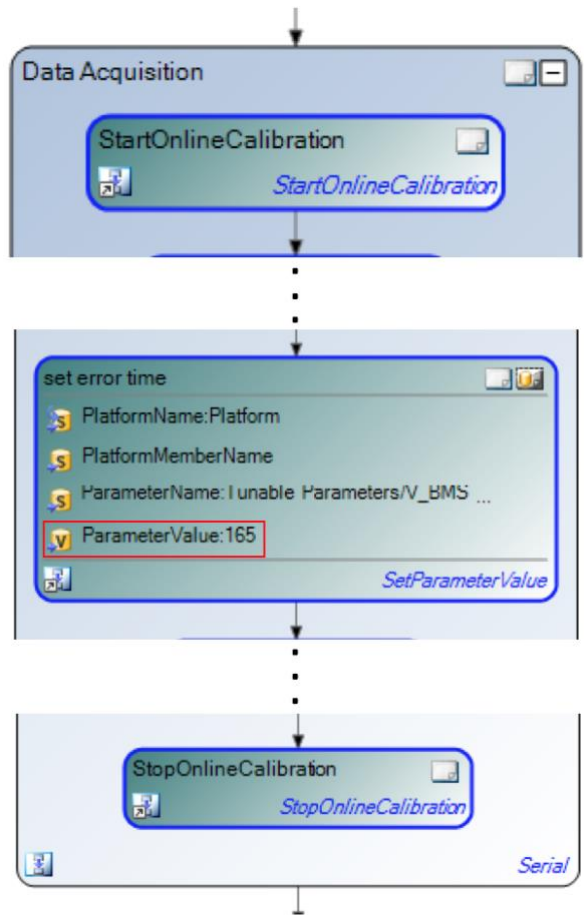 Data Acquisition
StartOnlineCalibration
StartOnlineCalibration
set error time
PlatformName:Platform
PlatformMemberName
ParameterName:Tunable Parameters/V_BMS ...
ParameterValue:165
SetParameterValue
StopOnlineCalibration
StopOnlineCalibration
Serial